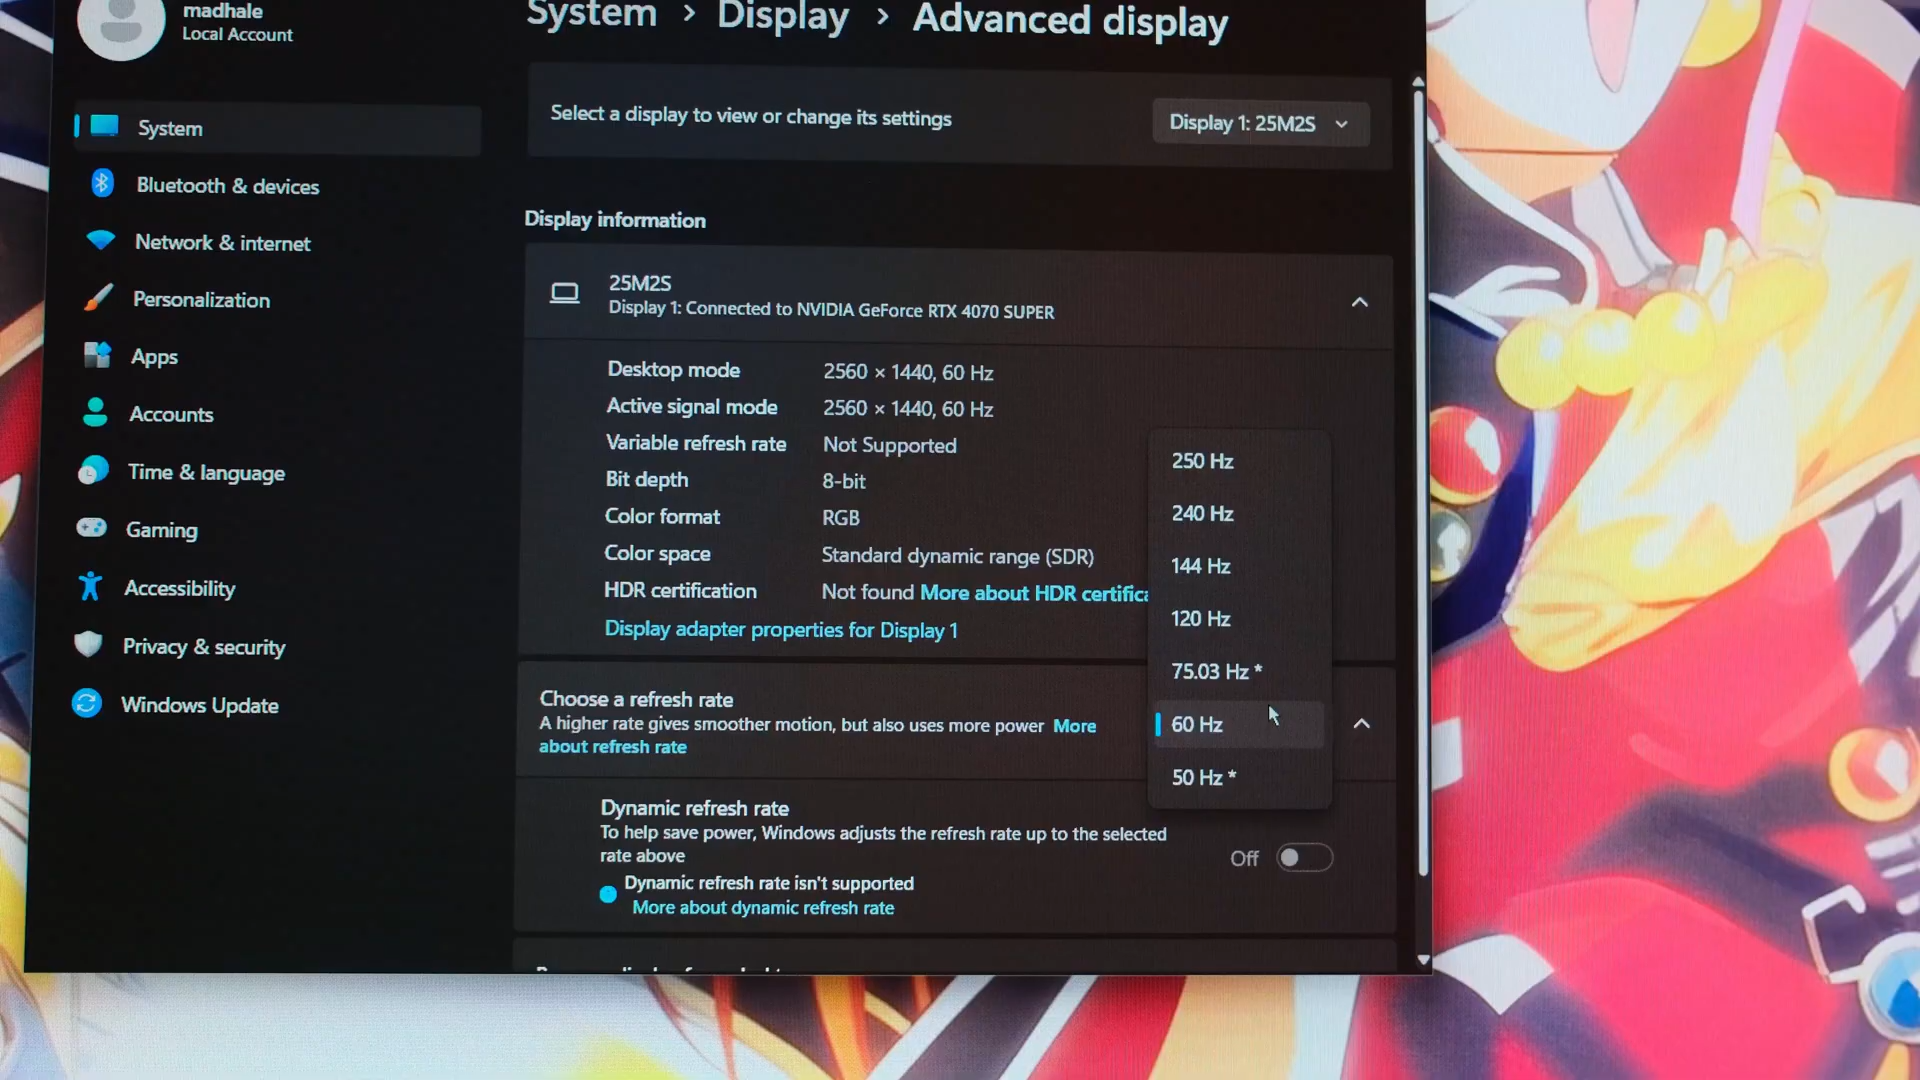 madhale
Local Account
System > Display > Advanced display
System
Bluetooth & devices
Network & internet
Personalization
Apps
Accounts
Time & language
Gaming
Accessibility
Privacy & security
Windows Update
Select a display to view or change its settings
Display 1: 25M2S
Display information
25M2S
Display 1: Connected to NVIDIA GeForce RTX 4070 SUPER
Desktop mode 2560 × 1440, 60 Hz
Active signal mode 2560 × 1440, 60 Hz
Variable refresh rate Not Supported
Bit depth 8-bit
Color format RGB
Color space Standard dynamic range (SDR)
HDR certification Not found More about HDR certifica
Display adapter properties for Display 1
250 Hz
240 Hz
144 Hz
120 Hz
75.03 Hz *
60 Hz
50 Hz *
Choose a refresh rate
A higher rate gives smoother motion, but also uses more power More
about refresh rate
Dynamic refresh rate
To help save power, Windows adjusts the refresh rate up to the selected
rate above
Off
Dynamic refresh rate isn't supported
More about dynamic refresh rate